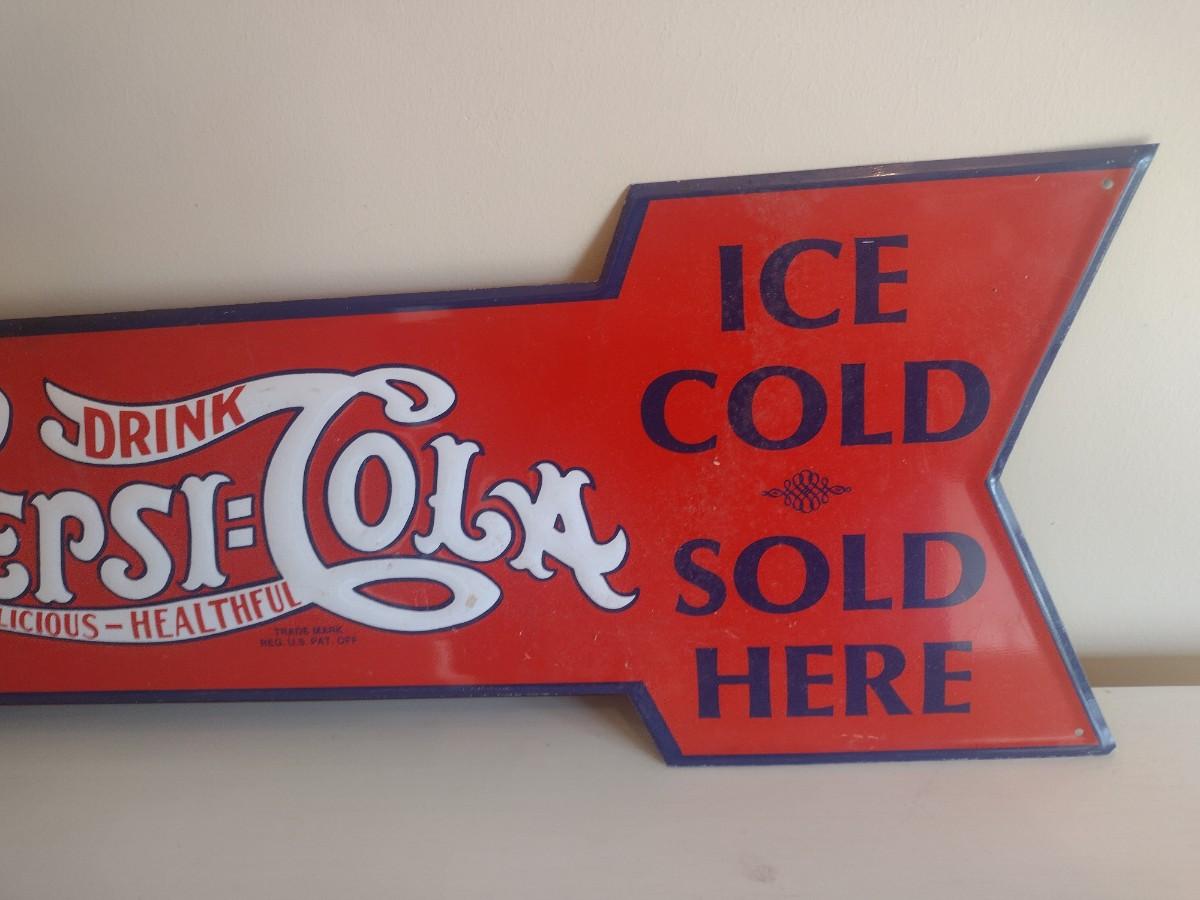 DRINK
EPSI=COLA
LICIOUS-HEALTHFUL
TRADE MARK
REG. U.S. PAT. OFF
ICE
COLD
SOLD
HERE